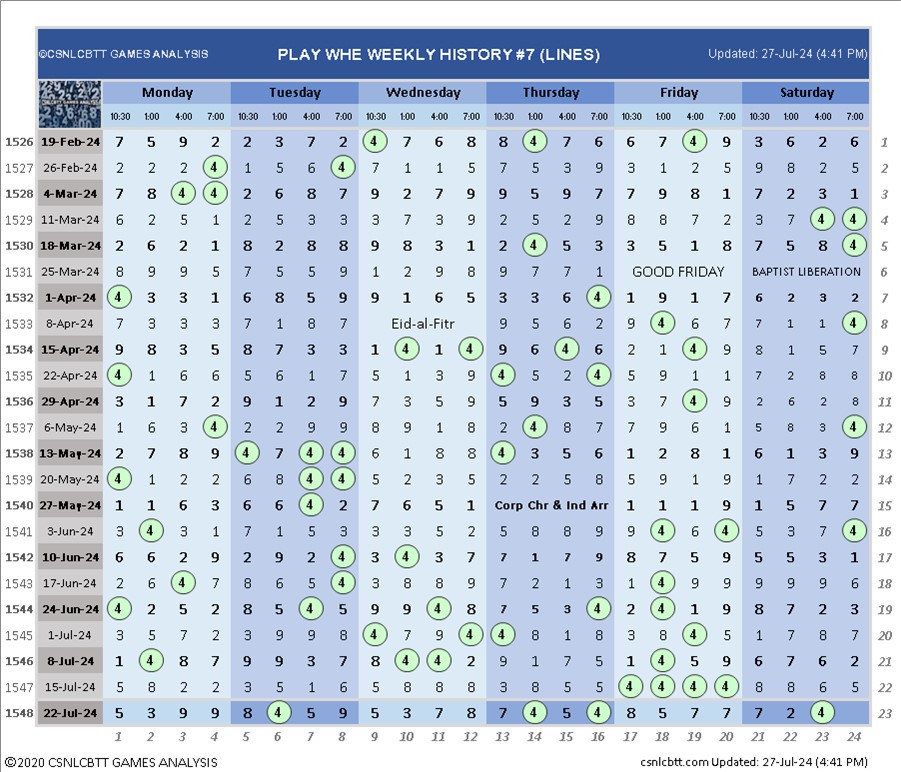 ©CSNLCBTT GAMES ANALYSIS PLAY WHE WEEKLY HISTORY #7 (LINES) Updated: 27-Jul-24 (4:41 PM)
Monday Tuesday Wednesday Thursday Friday Saturday
10:30 1:00 4:00 7:00 10:30 1:00 4:00 7:00 10:30 1:00 4:00 7:00 10:30 1:00 4:00 7:00 10:30 1:00 4:00 7:00 10:30 1:00 4:00 7:00
1526 19-Feb-24 7 5 9 2 2 3 7 2 4 7 6 8 8 4 7 6 6 7 4 9 3 6 2 6 1
1527 26-Feb-24 2 2 2 4 1 5 6 4 7 1 1 5 7 9 5 9 3 1 2 5 9 8 2 5 2
1528 4-Mar-24 7 8 4 4 2 6 8 7 9 2 7 9 9 5 9 7 7 9 8 1 7 2 3 1 3
1529 11-Mar-24 6 2 5 1 2 5 3 3 3 7 3 9 2 5 2 9 8 8 7 2 3 7 4 4 4
1530 18-Mar-24 2 6 2 1 8 2 8 8 9 8 3 1 2 4 5 3 3 5 1 8 7 5 8 4 5
1531 25-Mar-24 8 9 9 5 7 5 5 9 1 2 9 8 9 7 7 1 GOOD FRIDAY BAPTIST LIBERATION 6
1532 1-Apr-24 4 3 3 1 6 8 5 9 9 1 6 5 3 3 6 4 1 9 1 7 6 2 3 2 7
1533 8-Apr-24 7 3 3 3 7 1 8 7 Eid-al-Fitr 9 5 6 2 9 4 6 7 7 1 1 4 8
1534 15-Apr-24 9 8 3 5 8 7 3 3 1 4 1 4 9 6 4 6 2 1 4 9 8 1 5 7 9
1535 22-Apr-24 4 1 6 6 5 6 1 7 5 1 3 9 4 5 2 4 5 9 1 1 7 2 8 8 10
1536 29-Apr-24 3 1 7 2 9 1 2 9 7 3 5 9 5 9 3 5 3 7 4 9 2 6 2 8 11
1537 6-May-24 1 6 3 4 2 2 9 9 8 9 1 8 2 4 8 7 7 9 6 1 5 8 3 4 12
1538 13-May-24 2 7 8 9 4 7 4 4 6 1 8 8 4 3 5 6 1 2 8 1 6 1 3 9 13
1539 20-May-24 4 1 2 2 6 8 4 4 5 1 3 4 2 2 5 8 5 9 1 9 1 7 2 2 14
1540 27-May-24 1 1 6 3 6 6 4 2 7 6 5 1 Corp Chr & Ind Arr 1 1 1 9 1 5 7 7 15
1541 3-Jun-24 3 4 3 1 7 1 5 3 3 3 5 2 5 8 8 9 9 4 6 4 5 3 7 4 16
1542 10-Jun-24 6 6 2 9 2 9 2 4 3 4 3 7 7 1 7 9 8 7 5 9 5 5 3 1 17
1543 17-Jun-24 2 6 4 7 8 6 5 4 3 8 8 9 7 2 1 3 1 4 9 9 9 9 9 6 18
1544 24-Jun-24 4 2 5 2 8 5 4 5 9 9 4 8 7 5 3 4 2 4 1 9 8 7 2 3 19
1545 1-Jul-24 3 5 7 2 3 9 9 8 4 7 9 4 4 8 1 8 3 8 4 5 1 7 8 7 20
1546 8-Jul-24 1 4 8 7 9 9 3 7 8 4 4 2 9 1 7 5 1 4 5 9 6 7 6 2 21
1547 15-Jul-24 5 8 2 2 3 5 1 6 5 8 8 8 3 8 5 5 4 4 4 4 8 8 6 5 22
1548 22-Jul-24 5 3 9 9 8 4 5 9 5 3 7 8 7 4 5 4 8 5 7 7 7 2 4 23
1 2 3 4 5 6 7 8 9 10 11 12 13 14 15 16 17 18 19 20 21 22 23 24
©2020 CSNLCBTT GAMES ANALYSIS csnlcbtt.com Updated: 27-Jul-24 (4:41 PM)